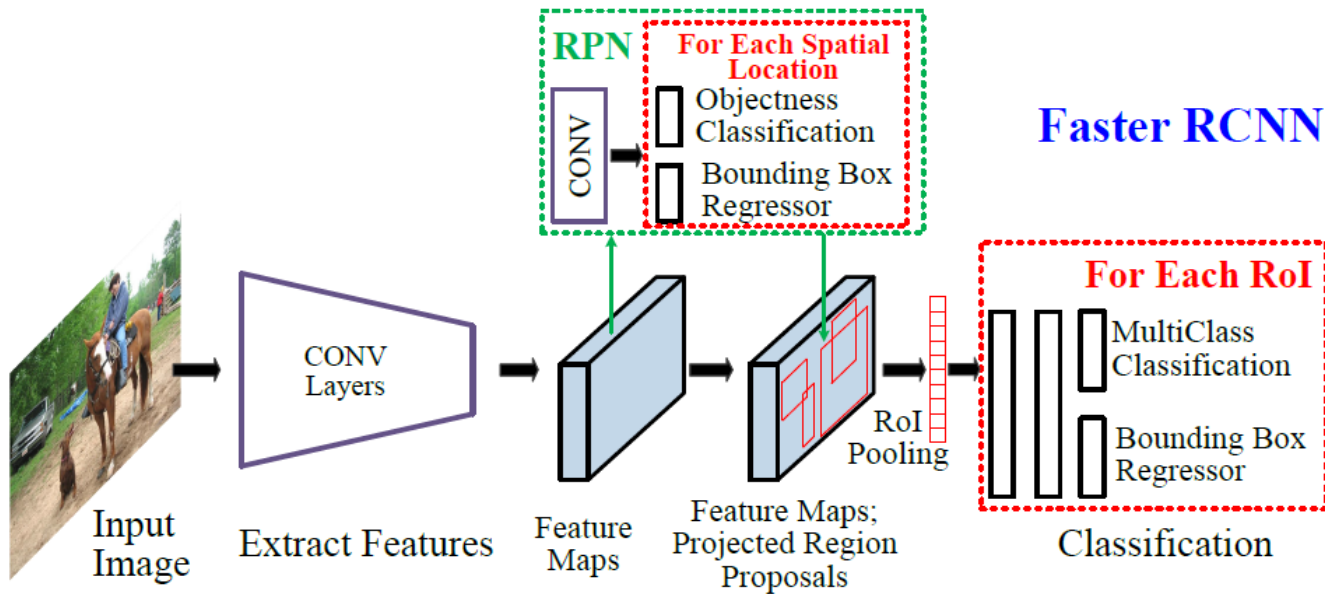 RPN
For Each Spatial
Location
CONV
Objectness
Classification
Bounding Box
Regressor
Faster RCNN
CONV
Layers
For Each RoI
MultiClass
Classification
Bounding Box
Regressor
RoI
Pooling
Input
Image
Extract Features
Feature
Maps
Feature Maps;
Projected Region
Proposals
Classification